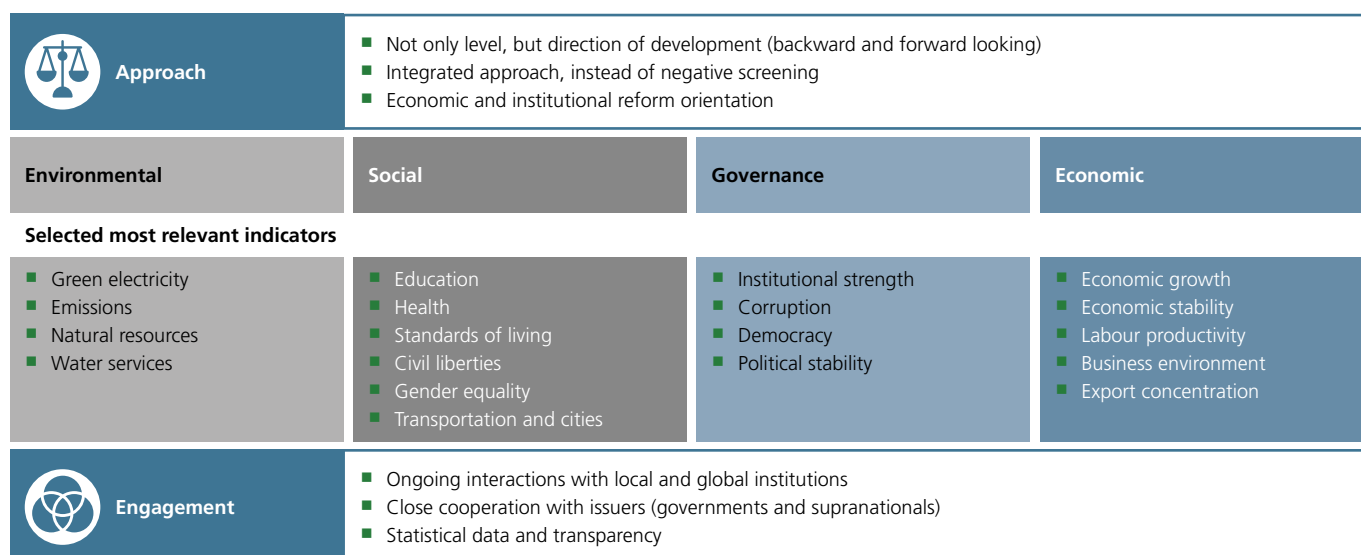 Approach
Not only level, but direction of development (backward and forward looking)
Integrated approach, instead of negative screening
Economic and institutional reform orientation
Environmental
Social
Governance
Economic
Selected most relevant indicators
Green electricity
Emissions
Natural resources
Water services
Education
Health
Standards of living
Civil liberties
Gender equality
Transportation and cities
Institutional strength
Corruption
Democracy
Political stability
Economic growth
Economic stability
Labour productivity
Business environment
Export concentration
Engagement
Ongoing interactions with local and global institutions
Close cooperation with issuers (governments and supranationals)
Statistical data and transparency